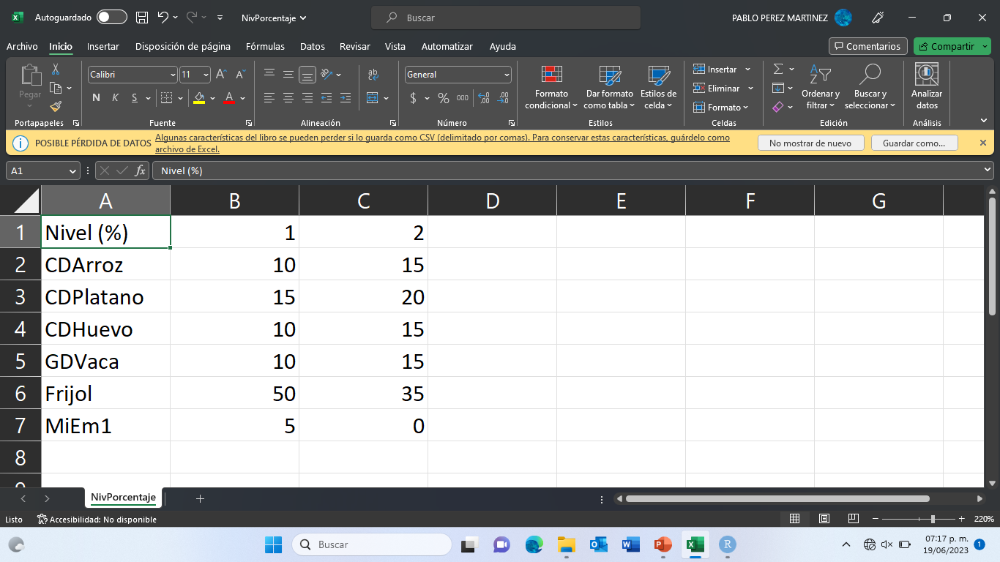 Autoguardado NivPorcentaje Buscar PABLO PEREZ MARTINEZ
Archivo Inicio Insertar Disposición de página Fórmulas Datos Revisar Vista Automatizar Ayuda Comentarios Compartir
Pegar
Portapapeles
Calibri 11
N K S
Fuente
ab
Alineación
General
$ % 000
Número
Formato condicional
Dar formato como tabla
Estilos de celda
Estilos
Insertar
Eliminar
Formato
Celdas
Ordenar y filtrar
Buscar y seleccionar
Edición
Analizar datos
Análisis
POSIBLE PÉRDIDA DE DATOS Algunas características del libro se pueden perder si lo guarda como CSV (delimitado por comas). Para conservar estas características, guárdelo como
archivo de Excel.
No mostrar de nuevo Guardar como...
A1 fx Nivel (%)
A B C D E F G
1 Nivel (%) 1 2
2 CDArroz 10 15
3 CDPlatano 15 20
4 CDHuevo 10 15
5 GDVaca 10 15
6 Frijol 50 35
7 MiEm1 5 0
8
9
NivPorcentaje
Listo Accesibilidad: No disponible 220%
Buscar
07:17 p. m.
19/06/2023 1